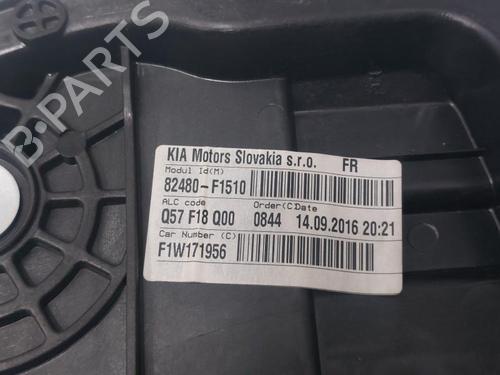 B-PARTS
KIA Motors Slovakia s.r.o. FR
Modul Id(M)
82480-F1510
ALC code Order(C)Date
Q57 F18 Q00 0844 14.09.2016 20:21
Car Number (C)
F1W171956